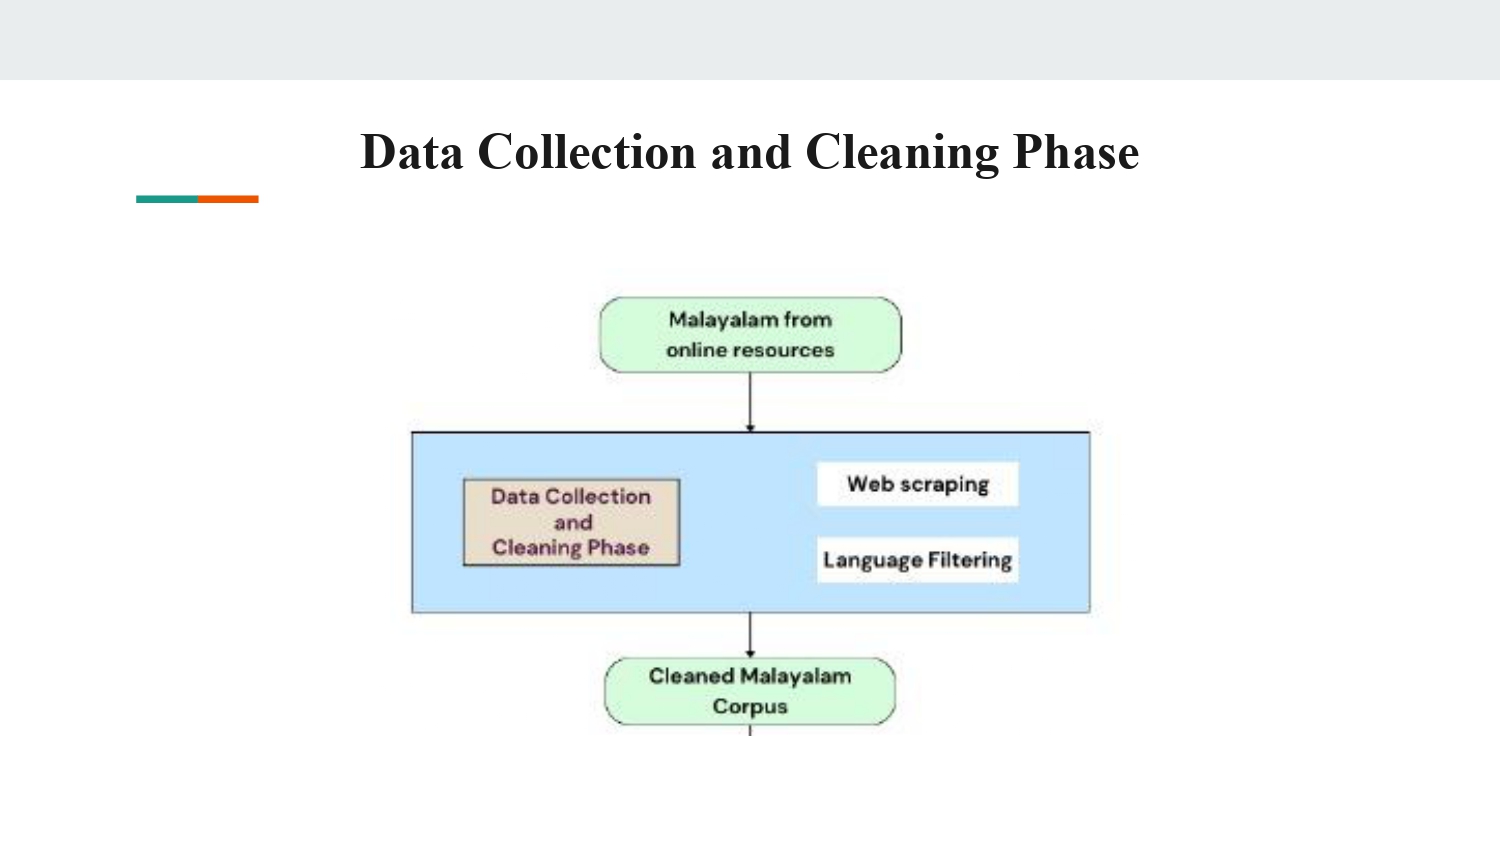 Data Collection and Cleaning Phase
Malayalam from
online resources
Data Collection
and
Cleaning Phase
Web scraping
Language Filtering
Cleaned Malayalam
Corpus